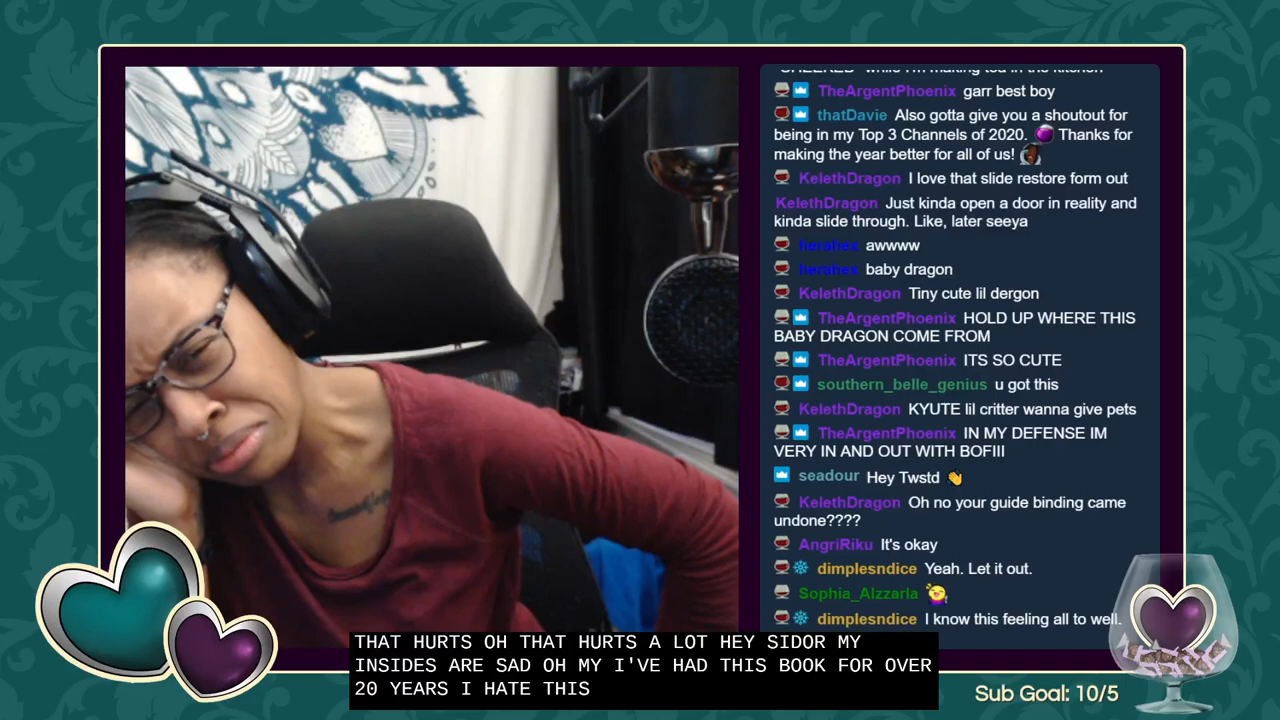 TheArgentPhoenix garr best boy
thatDavie Also gotta give you a shoutout for
being in my Top 3 Channels of 2020. Thanks for
making the year better for all of us!
KelethDragon I love that slide restore form out
KelethDragon Just kinda open a door in reality and
kinda slide through. Like, later seeya
herahex awwww
herahex baby dragon
KelethDragon Tiny cute lil dergon
TheArgentPhoenix HOLD UP WHERE THIS
BABY DRAGON COME FROM
TheArgentPhoenix ITS SO CUTE
southern_belle_genius u got this
KelethDragon KYUTE lil critter wanna give pets
TheArgentPhoenix IN MY DEFENSE IM
VERY IN AND OUT WITH BOFIII
seadour Hey Twstd 👋
KelethDragon Oh no your guide binding came
undone????
AngriRiku It's okay
dimplesndice Yeah. Let it out.
Sophia_Alzzarla
dimplesndice I know this feeling all to well.
THAT HURTS OH THAT HURTS A LOT HEY SIDOR MY
INSIDES ARE SAD OH MY I'VE HAD THIS BOOK FOR OVER
20 YEARS I HATE THIS
Sub Goal: 10/5